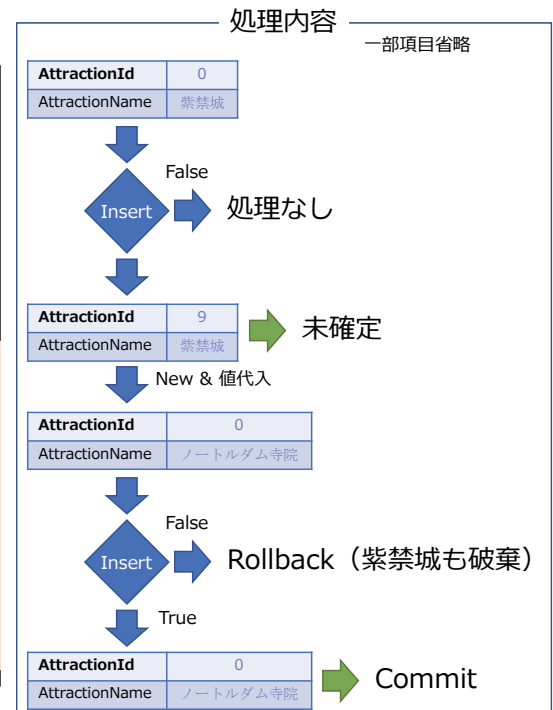 処理内容
一部項目省略
AttractionId 0
AttractionName 紫禁城
False
Insert 処理なし
AttractionId 9
AttractionName 紫禁城
未確定
New & 値代入
AttractionId 0
AttractionName ノートルダム寺院
False
Insert Rollback（紫禁城も破棄）
True
AttractionId 0
AttractionName ノートルダム寺院
Commit